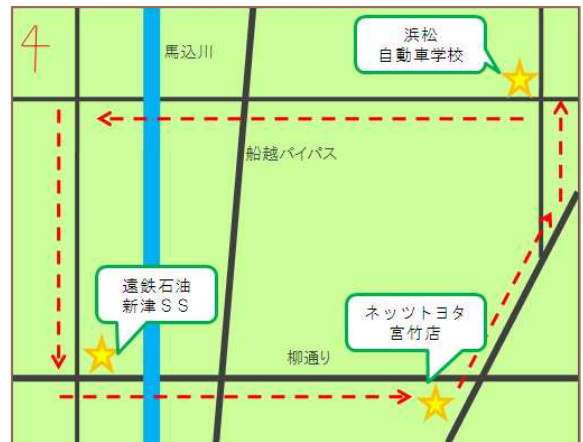 4
浜松
自動車学校
馬込川
船越バイパス
遠鉄石油
新津ＳＳ
ネッツトヨタ
宮竹店
柳通り